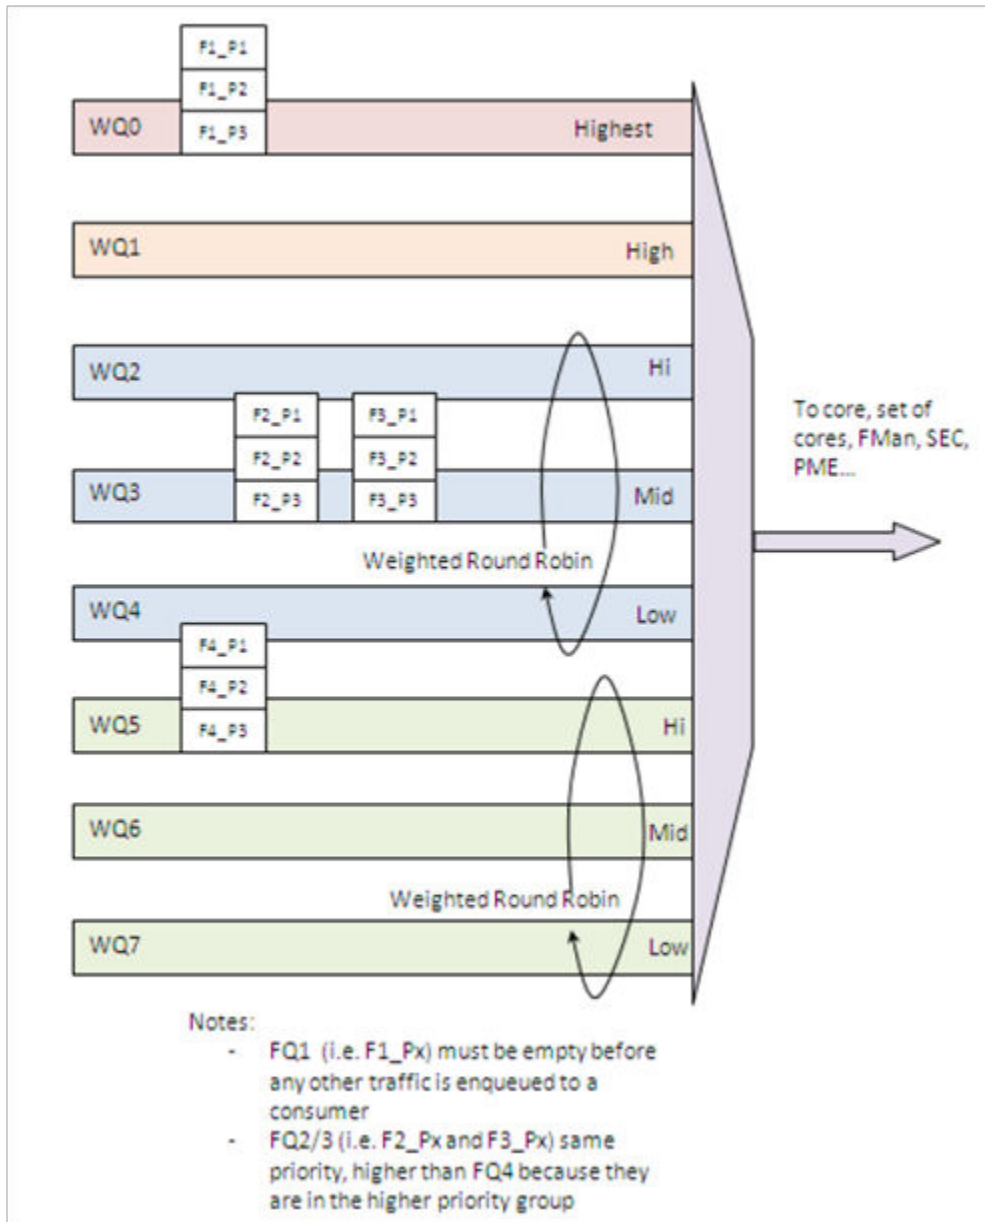 F1_P1
F1_P2
WQ0
F1_P3
Highest
WQ1
High
WQ2
Hi
F2_P1
F3_P1
To core, set of
cores, FMan, SEC,
PME...
F2_P2
F3_P2
WQ3
F2_P3
F3_P3
Mid
Weighted Round Robin
WQ4
Low
F4_P1
F4_P2
WQ5
F4_P3
Hi
WQ6
Mid
Weighted Round Robin
WQ7
Low
Notes:
- FQ1 (i.e. F1_Px) must be empty before
any other traffic is enqueued to a
consumer
- FQ2/3 (i.e. F2_Px and F3_Px) same
priority, higher than FQ4 because they
are in the higher priority group